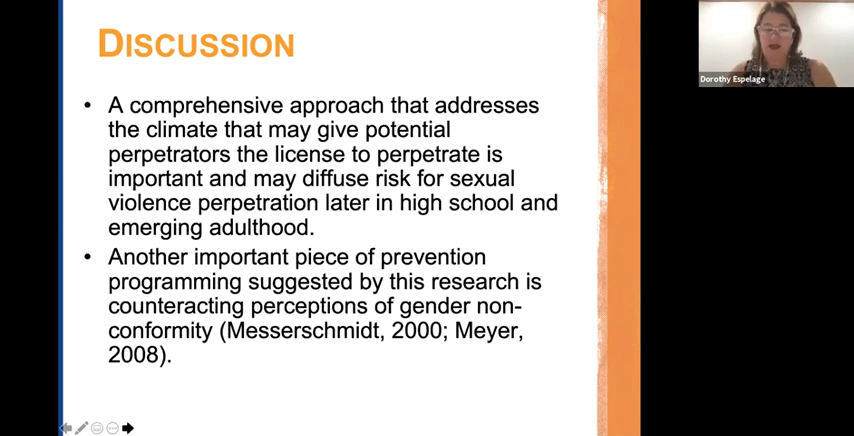 DISCUSSION
• A comprehensive approach that addresses
the climate that may give potential
perpetrators the license to perpetrate is
important and may diffuse risk for sexual
violence perpetration later in high school and
emerging adulthood.
• Another important piece of prevention
programming suggested by this research is
counteracting perceptions of gender non-
conformity (Messerschmidt, 2000; Meyer,
2008).
Dorothy Espelage